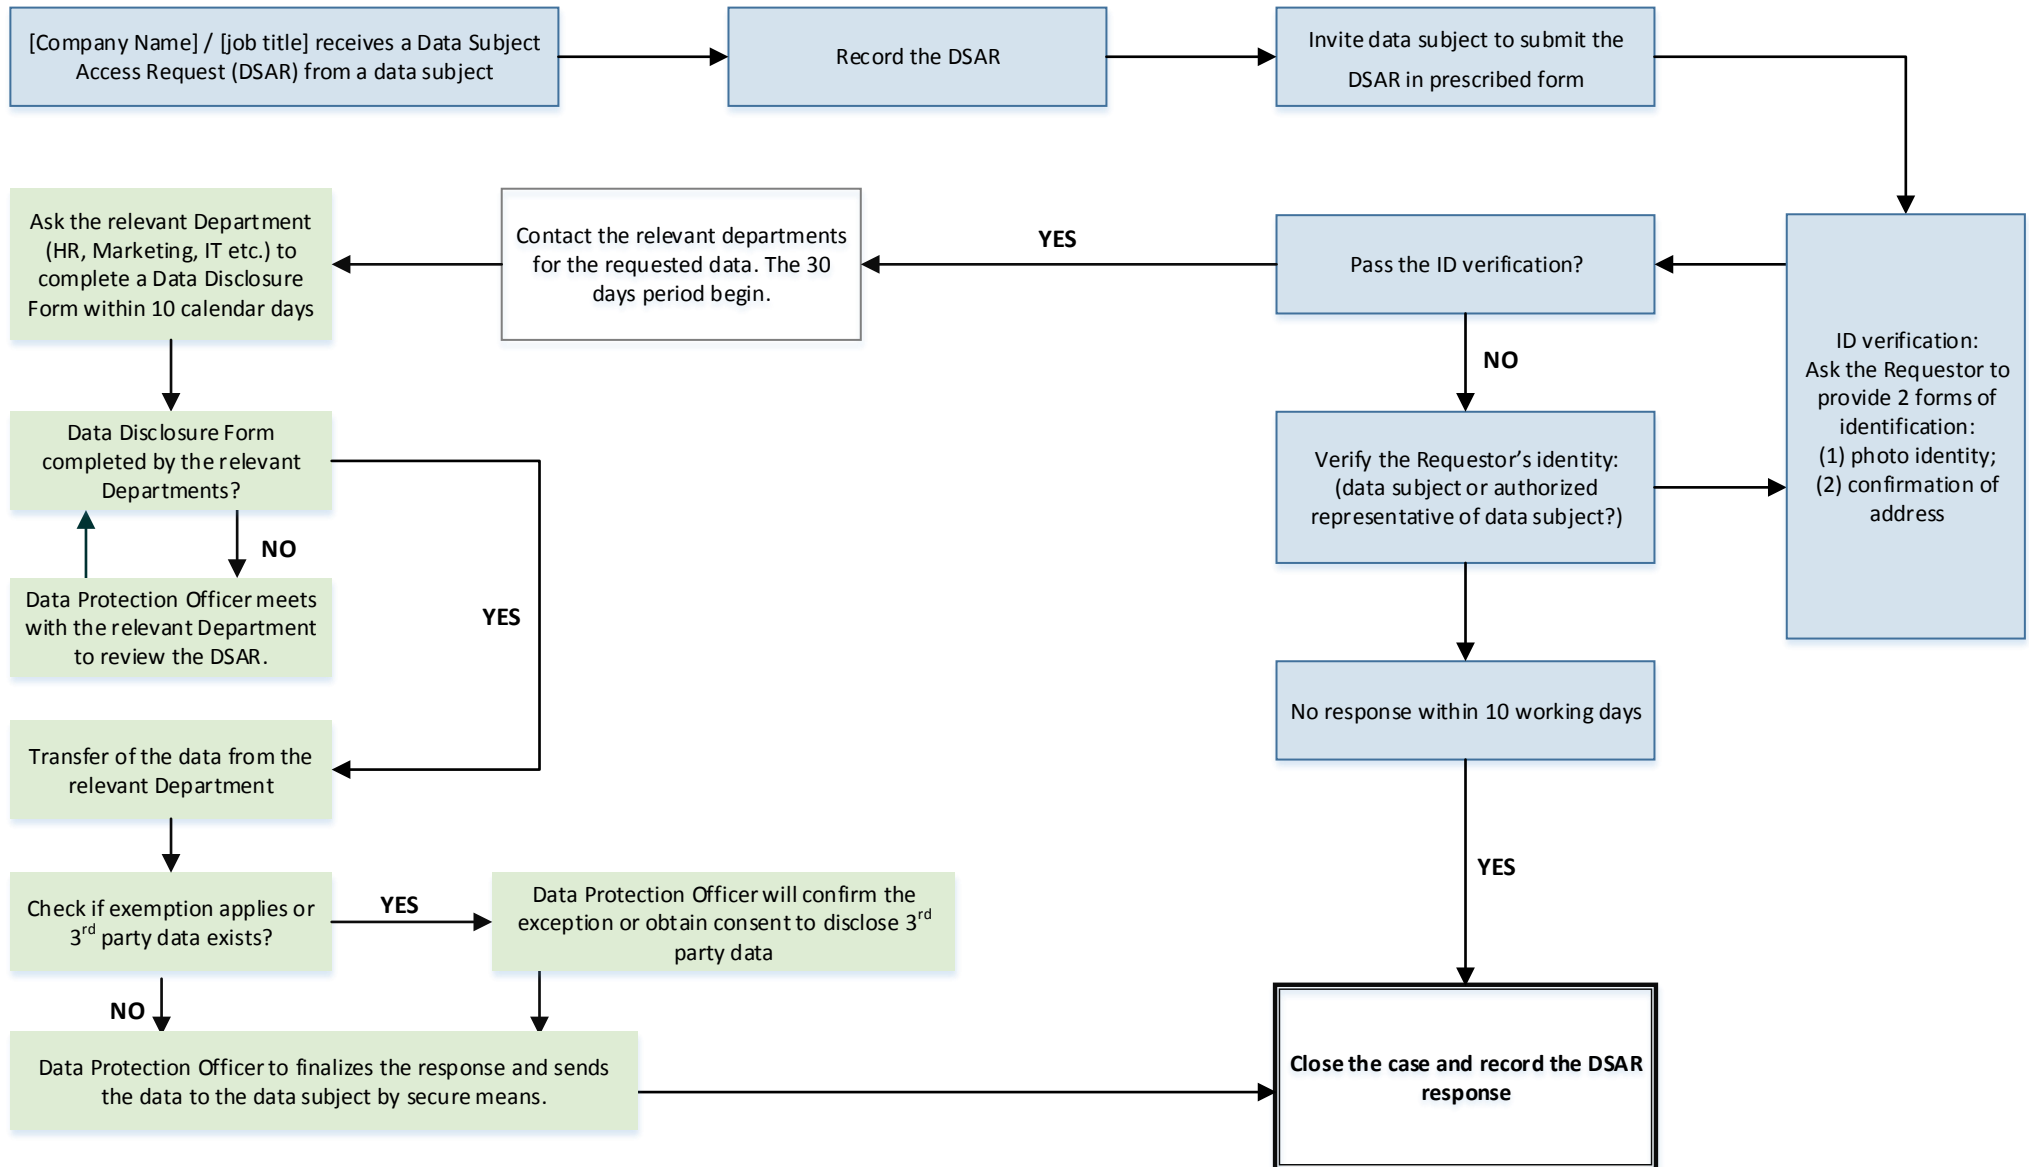 [Company Name] / [job title] receives a Data Subject
Access Request (DSAR) from a data subject
Record the DSAR
Invite data subject to submit the
DSAR in prescribed form
Ask the relevant Department
(HR, Marketing, IT etc.) to
complete a Data Disclosure
Form within 10 calendar days
Contact the relevant departments
for the requested data. The 30
days period begin.
YES
Pass the ID verification?
ID verification:
Ask the Requestor to
provide 2 forms of
identification:
(1) photo identity;
(2) confirmation of
address
NO
Data Disclosure Form
completed by the relevant
Departments?
Verify the Requestor’s identity:
(data subject or authorized
representative of data subject?)
NO
YES
Data Protection Officer meets
with the relevant Department
to review the DSAR.
No response within 10 working days
Transfer of the data from the
relevant Department
YES
Check if exemption applies or
3rd party data exists?
YES
Data Protection Officer will confirm the
exception or obtain consent to disclose 3rd
party data
NO
Data Protection Officer to finalizes the response and sends
the data to the data subject by secure means.
Close the case and record the DSAR
response